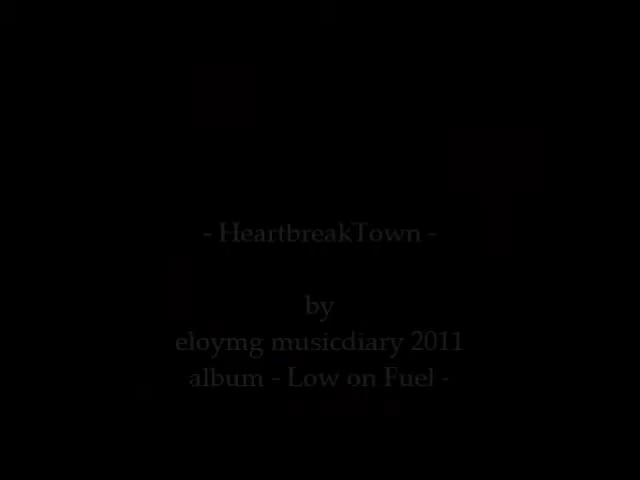 - HeartbreakTown -
by
eloymg musicdiary 2011
album - Low on Fuel -